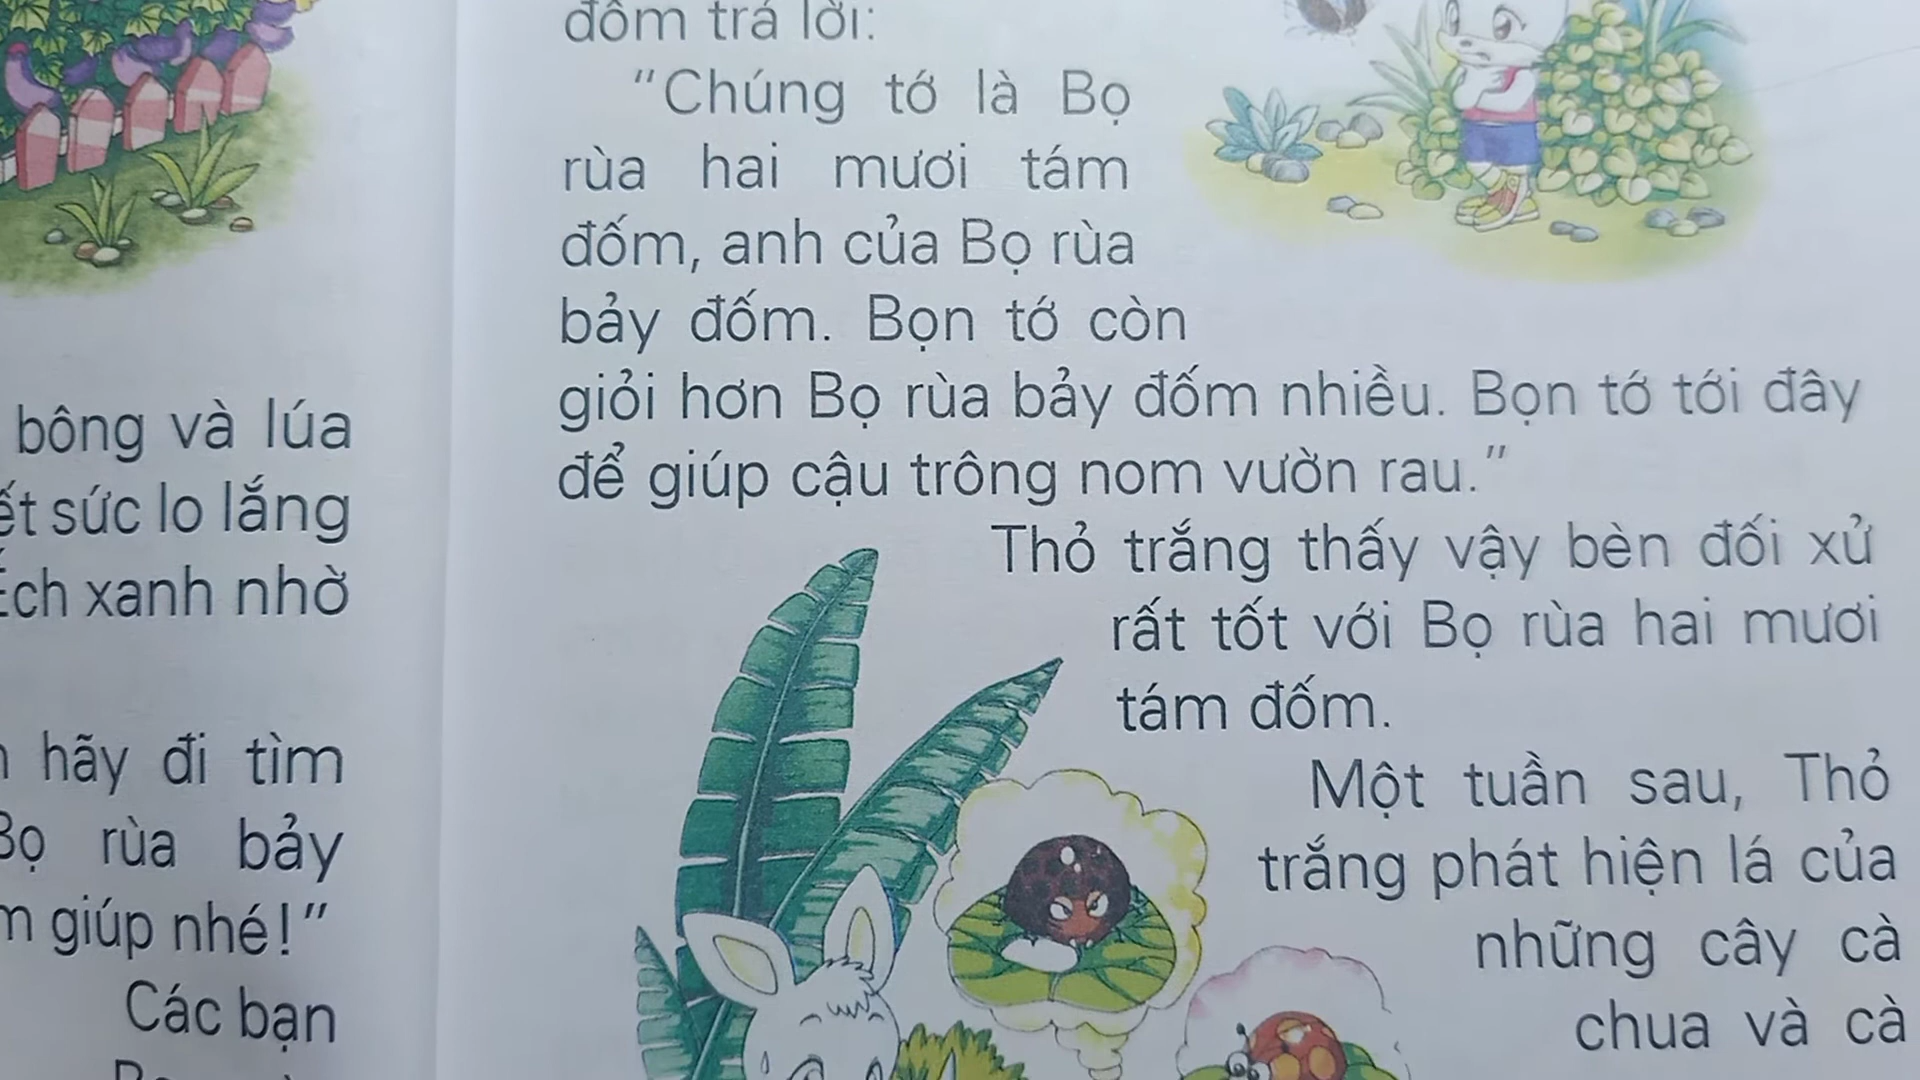 bông và lúa
ết sức lo lắng
Ếch xanh nhờ
hãy đi tìm
Bọ rùa bảy
m giúp nhé!"
Các bạn
đốm trả lời:
"Chúng tớ là Bọ
rùa hai mươi tám
đốm, anh của Bọ rùa
bảy đốm. Bọn tớ còn
giỏi hơn Bọ rùa bảy đốm nhiều. Bọn tớ tới đây
để giúp cậu trông nom vườn rau."
Thỏ trắng thấy vậy bèn đối xử
rất tốt với Bọ rùa hai mươi
tám đốm.
Một tuần sau, Thỏ
trắng phát hiện lá của
những cây cà
chua và cà